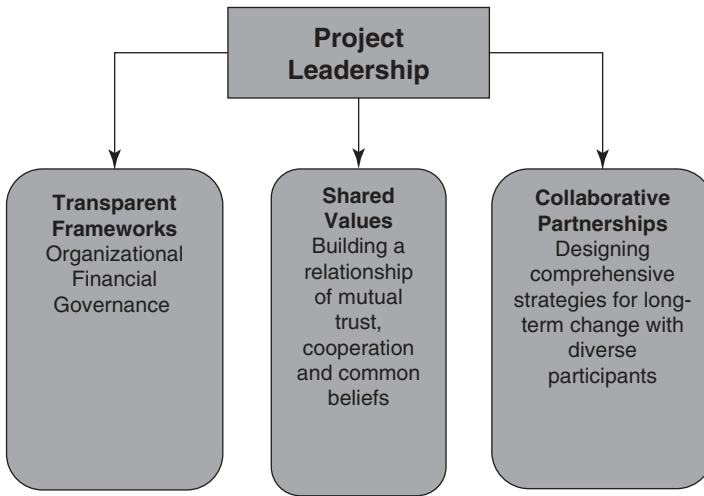 Project
Leadership
Transparent
Frameworks
Organizational
Financial
Governance
Shared
Values
Building a
relationship
of mutual
trust,
cooperation
and common
beliefs
Collaborative
Partnerships
Designing
comprehensive
strategies for long-
term change with
diverse
participants